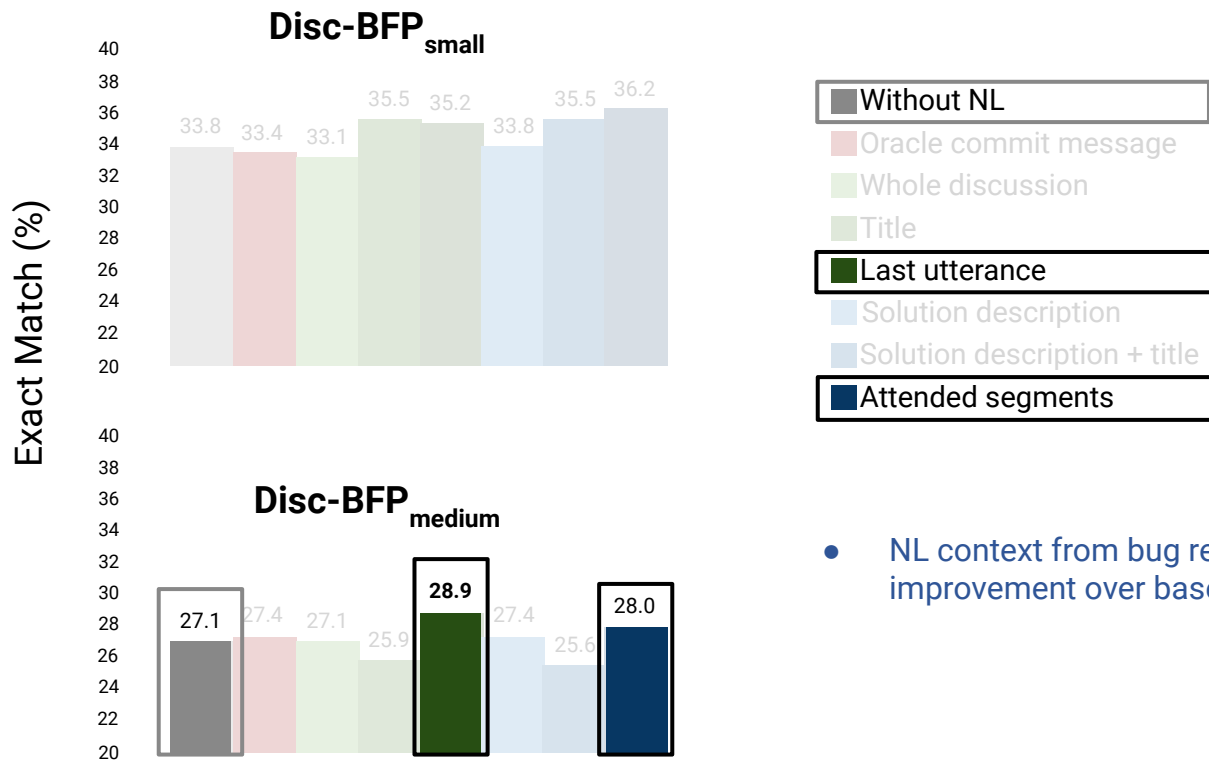 Disc-BFP small
40
38
36
34
32
30
28
26
24
22
20
33.8
33.4
33.1
35.5
35.2
33.8
35.5
36.2
Exact Match (%)
Without NL
Oracle commit message
Whole discussion
Title
Last utterance
Solution description
Solution description + title
Attended segments
Disc-BFP medium
40
38
36
34
32
30
28
26
24
22
20
27.1
27.4
27.1
25.9
28.9
27.4
25.6
28.0
● NL context from bug
improvement over